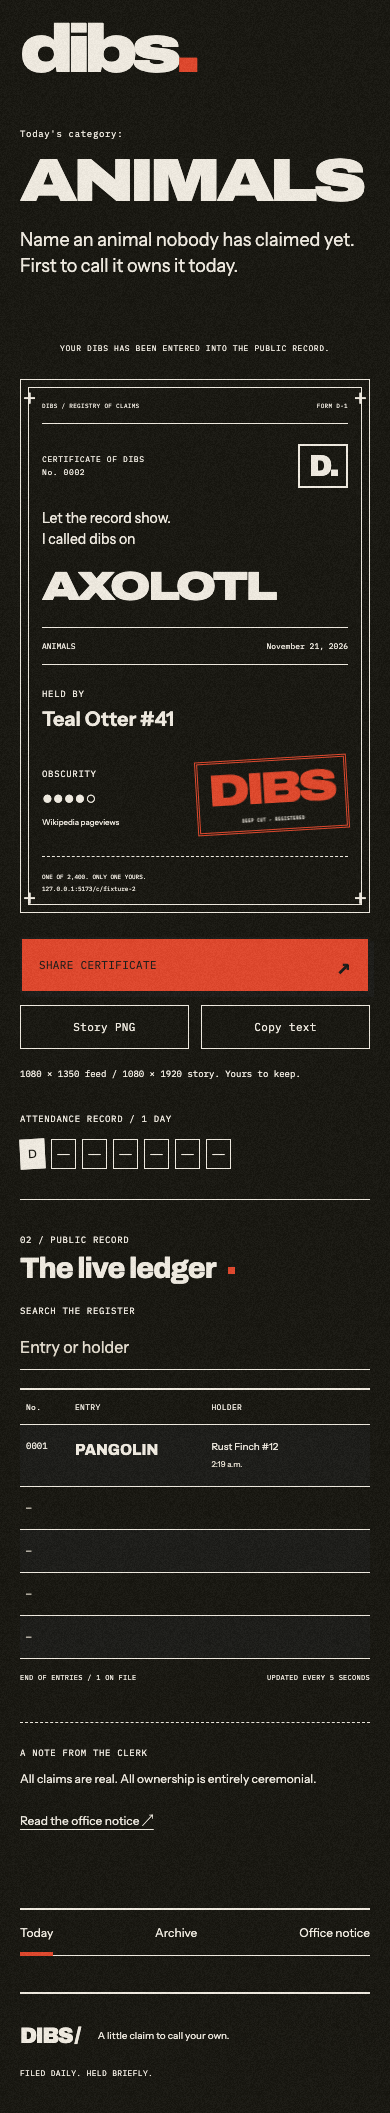 dibs.
Today's category:
ANIMALS
Name an animal nobody has claimed yet.
First to call it owns it today.
YOUR DIBS HAS BEEN ENTERED INTO THE PUBLIC RECORD.
DIBS / REGISTRY OF CLAIMS FORM D-1
CERTIFICATE OF DIBS
No. 0002
D.
Let the record show.
I called dibs on
AXOLOTL
ANIMALS November 21, 2026
HELD BY
Teal Otter #41
OBSCURITY
Wikipedia pageviews
DIBS
DEEP CUT · REGISTERED
ONE OF 2,400. ONLY ONE YOURS.
127.0.0.1:5173/c/fixture-2
SHARE CERTIFICATE ↗
Story PNG Copy text
1080 × 1350 feed / 1080 × 1920 story. Yours to keep.
ATTENDANCE RECORD / 1 DAY
D — — — — — —
02 / PUBLIC RECORD
The live ledger
SEARCH THE REGISTER
Entry or holder
No. ENTRY HOLDER
0001 PANGOLIN Rust Finch #12
2:19 a.m.
—
—
—
—
END OF ENTRIES / 1 ON FILE UPDATED EVERY 5 SECONDS
A NOTE FROM THE CLERK
All claims are real. All ownership is entirely ceremonial.
Read the office notice ↗
Today Archive Office notice
DIBS/ A little claim to call your own.
FILED DAILY. HELD BRIEFLY.